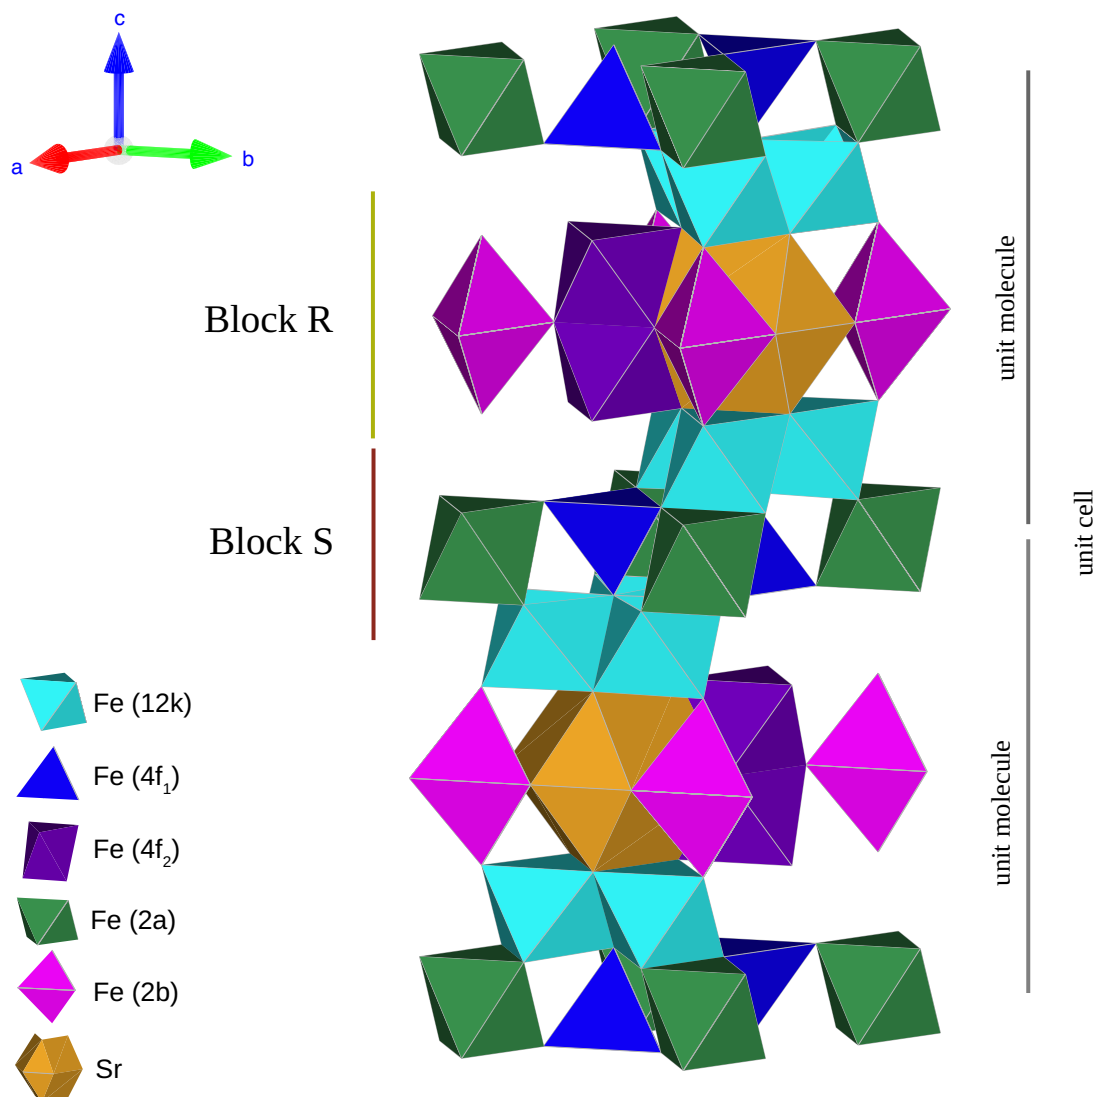 c
a
b
Block R
unit molecule
Block S
unit cell
Fe (12k)
Fe (4f₁)
unit molecule
Fe (4f₂)
Fe (2a)
Fe (2b)
Sr